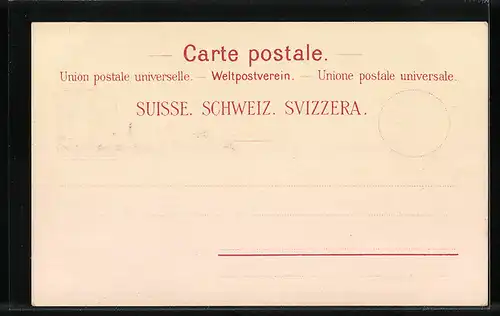 — Carte postale. —
Union postale universelle. — Weltpostverein. — Unione postale universale.
SUISSE. SCHWEIZ. SVIZZERA.